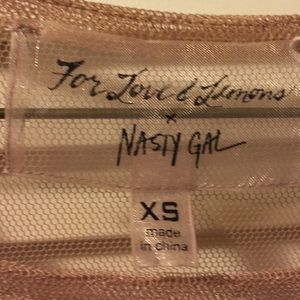 For Love & Lemons
×
NASTY GAL
XS
made
in china